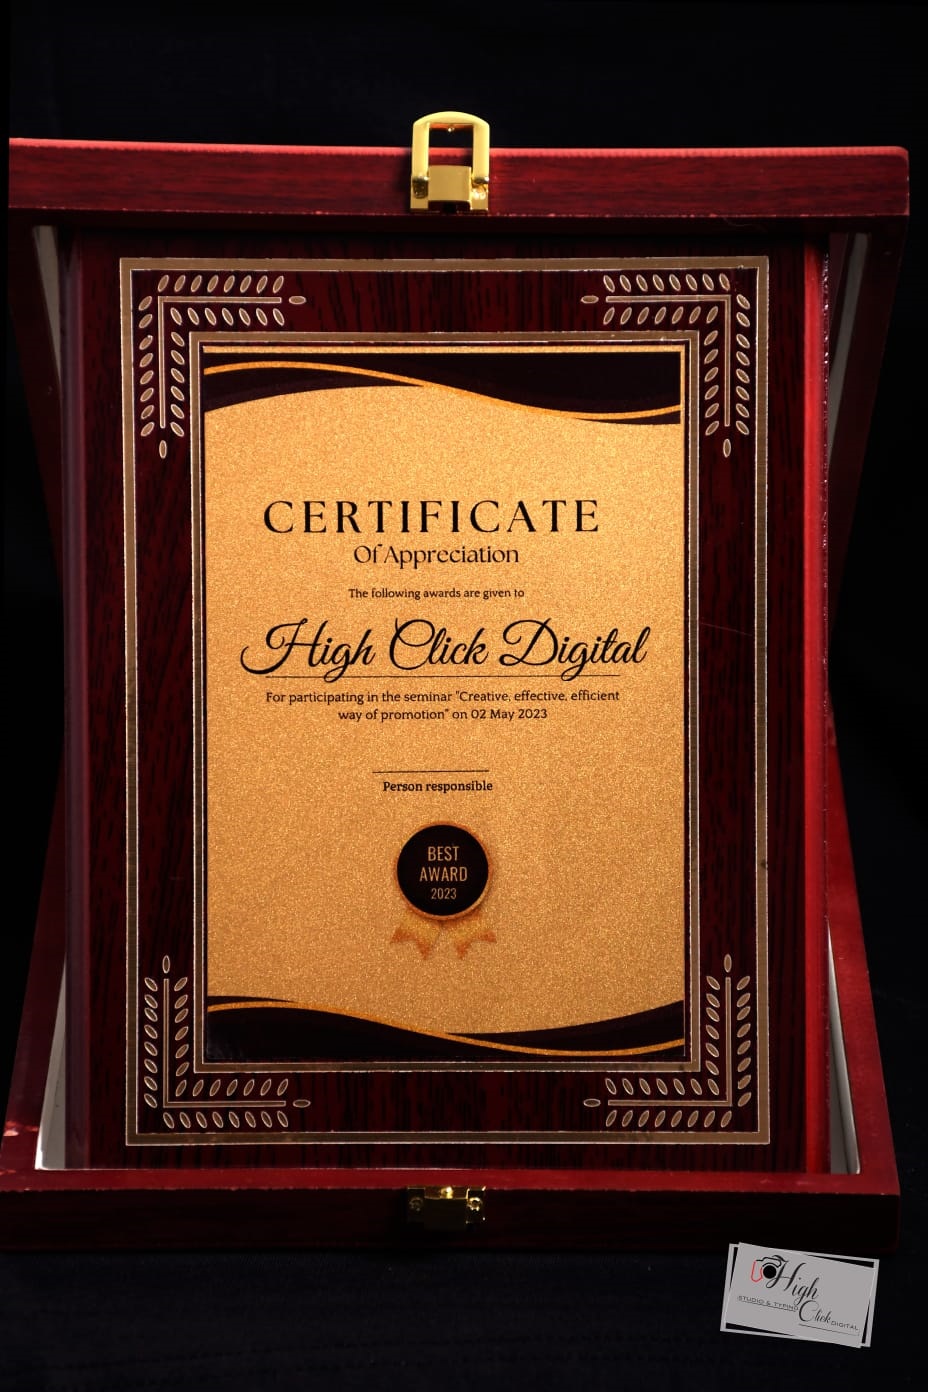 CERTIFICATE
Of Appreciation
The following awards are given to
High Click Digital
For participating in the seminar "Creative, effective, efficient
way of promotion" on 02 May 2023
Person responsible
BEST
AWARD
2023
High
STUDIO & TYPING
Click DIGITAL